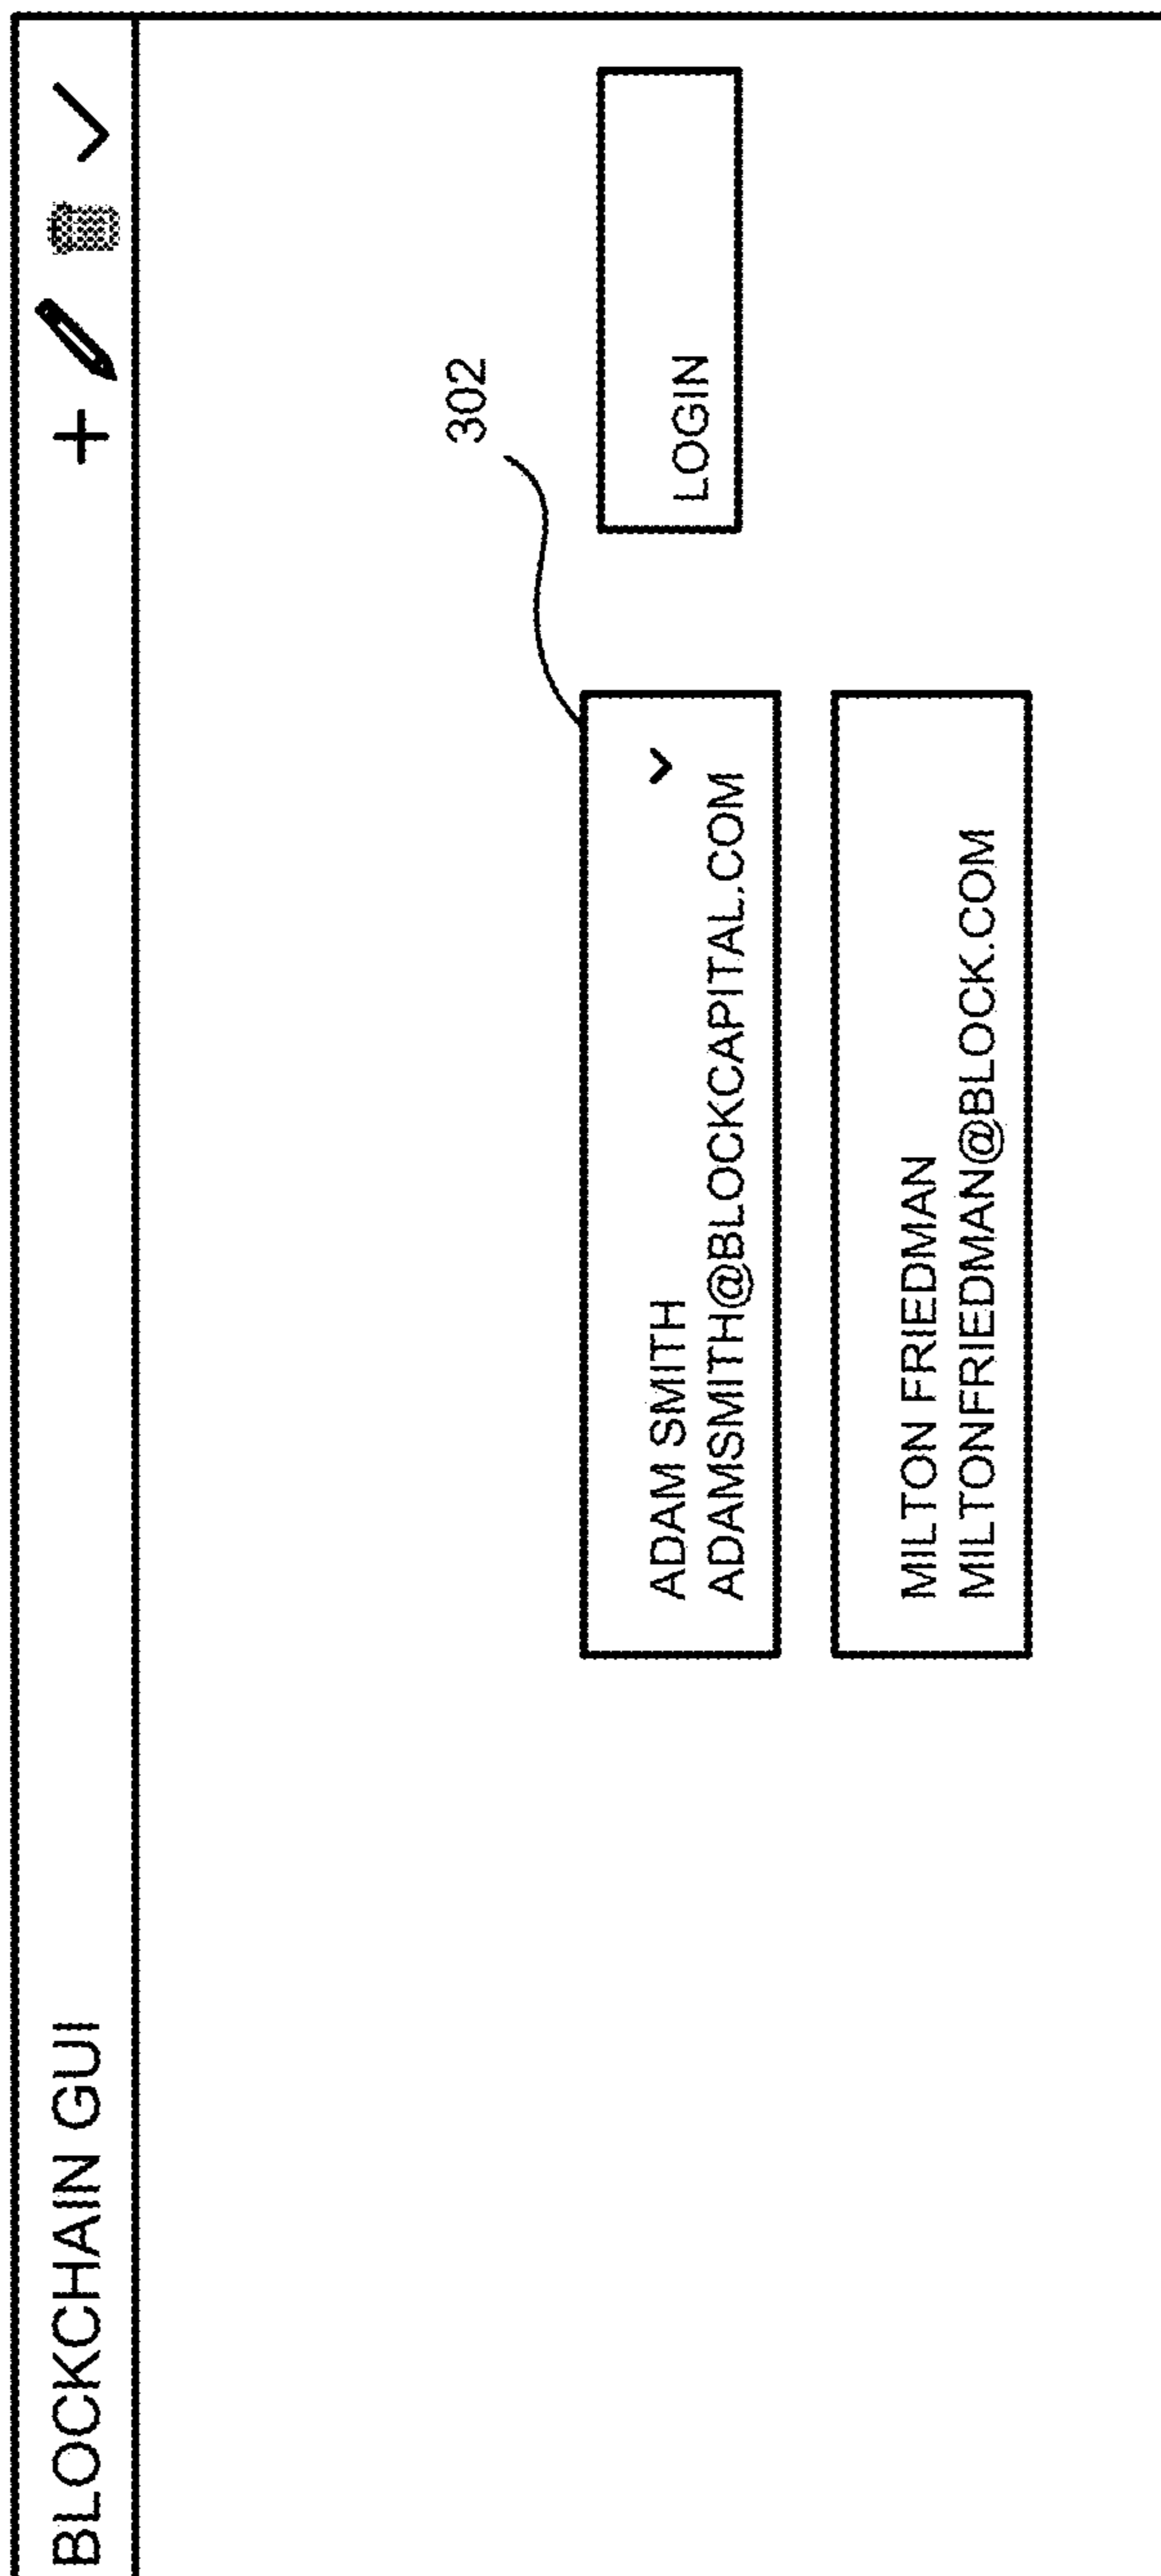 BLOCKCHAIN GUI
302
ADAM SMITH
ADAMSMITH@BLOCKCAPITAL.COM
LOGIN
MILTON FRIEDMAN
MILTONFRIEDMAN@BLOCK.COM